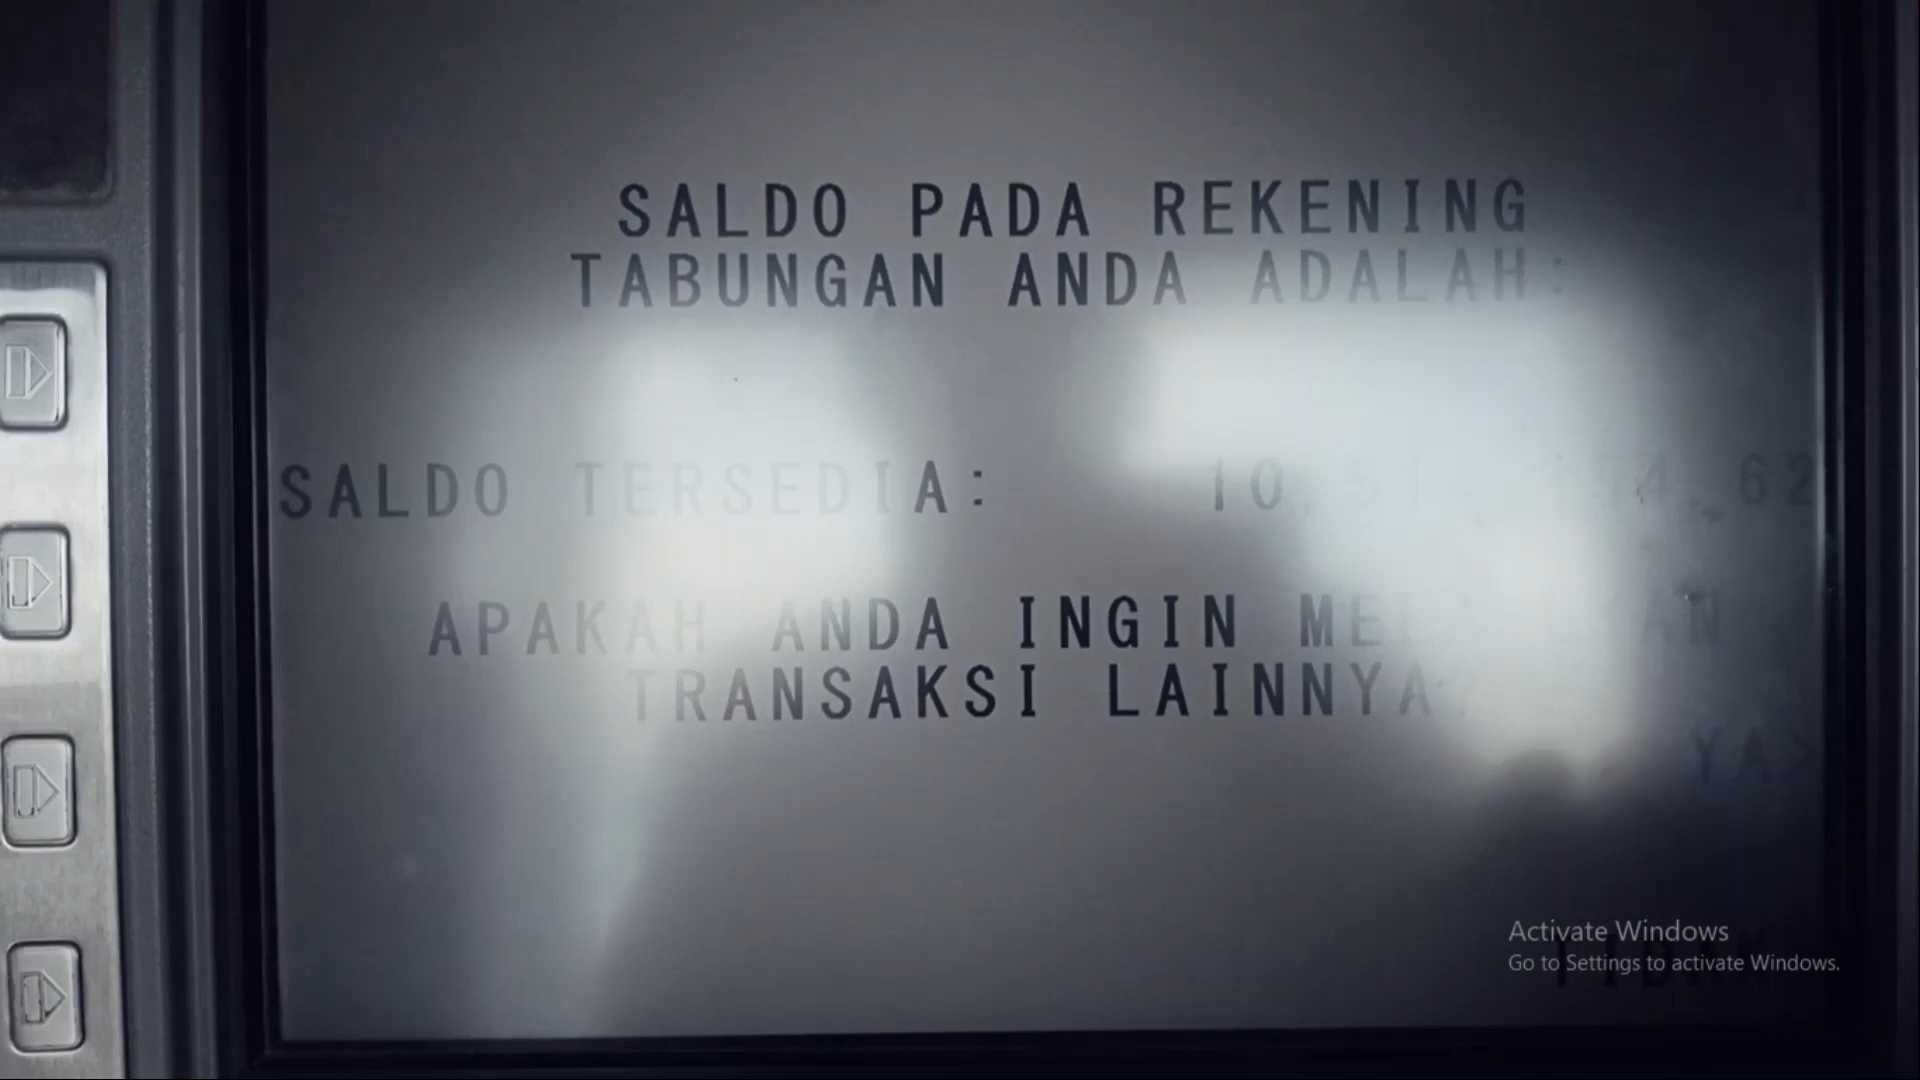 SALDO PADA REKENING
TABUNGAN ANDA ADALAH:
SALDO TERSEDIA:
APAKAH ANDA INGIN
TRANSAKSI LAINNYA?
YA>
Activate Windows
Go to Settings to activate Windows.